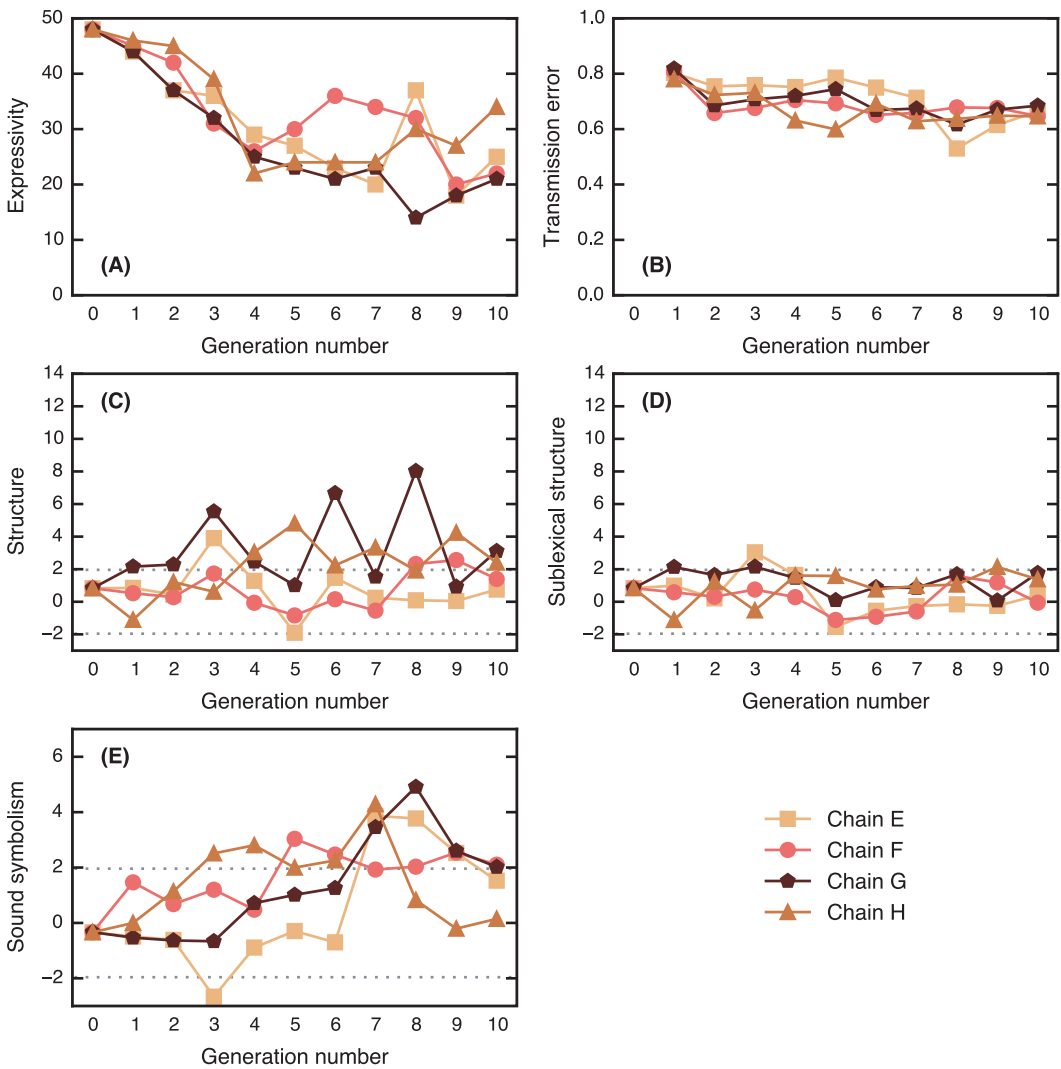 50
40
30
20
10
0
Expressivity
(A)
0 1 2 3 4 5 6 7 8 9 10
Generation number
1.0
0.8
0.6
0.4
0.2
0.0
Transmission error
(B)
0 1 2 3 4 5 6 7 8 9 10
Generation number
14
12
10
8
6
4
2
0
−2
Structure
(C)
0 1 2 3 4 5 6 7 8 9 10
Generation number
14
12
10
8
6
4
2
0
−2
Sublexical structure
(D)
0 1 2 3 4 5 6 7 8 9 10
Generation number
6
4
2
0
−2
Sound symbolism
(E)
0 1 2 3 4 5 6 7 8 9 10
Generation number
Chain E
Chain F
Chain G
Chain H